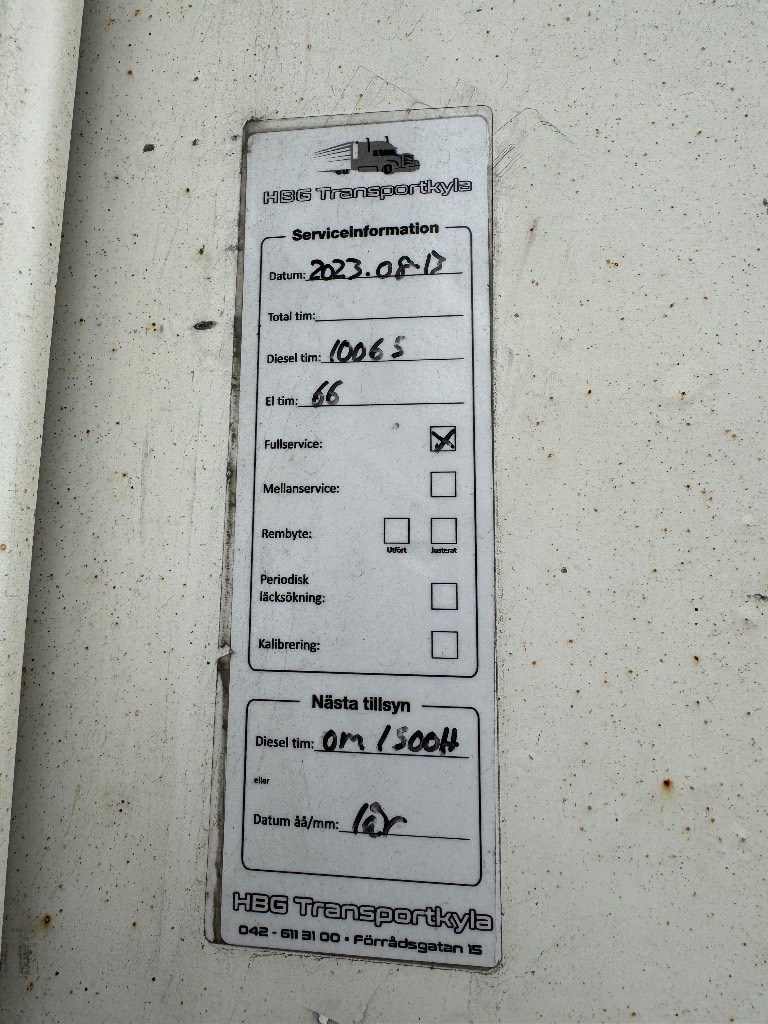 HBG Transportkyla
Serviceinformation
Datum: 2023.08-13
Total tim:
Diesel tim: 10065
El tim: 66
Fullservice:
Mellanservice:
Rembyte:
Utfört Justerat
Periodisk
läcksökning:
Kalibrering:
Nästa tillsyn
Diesel tim: om 1500H
eller
Datum åå/mm: 1år
HBG Transportkyla
042 - 611 31 00 • Förrådsgatan 15